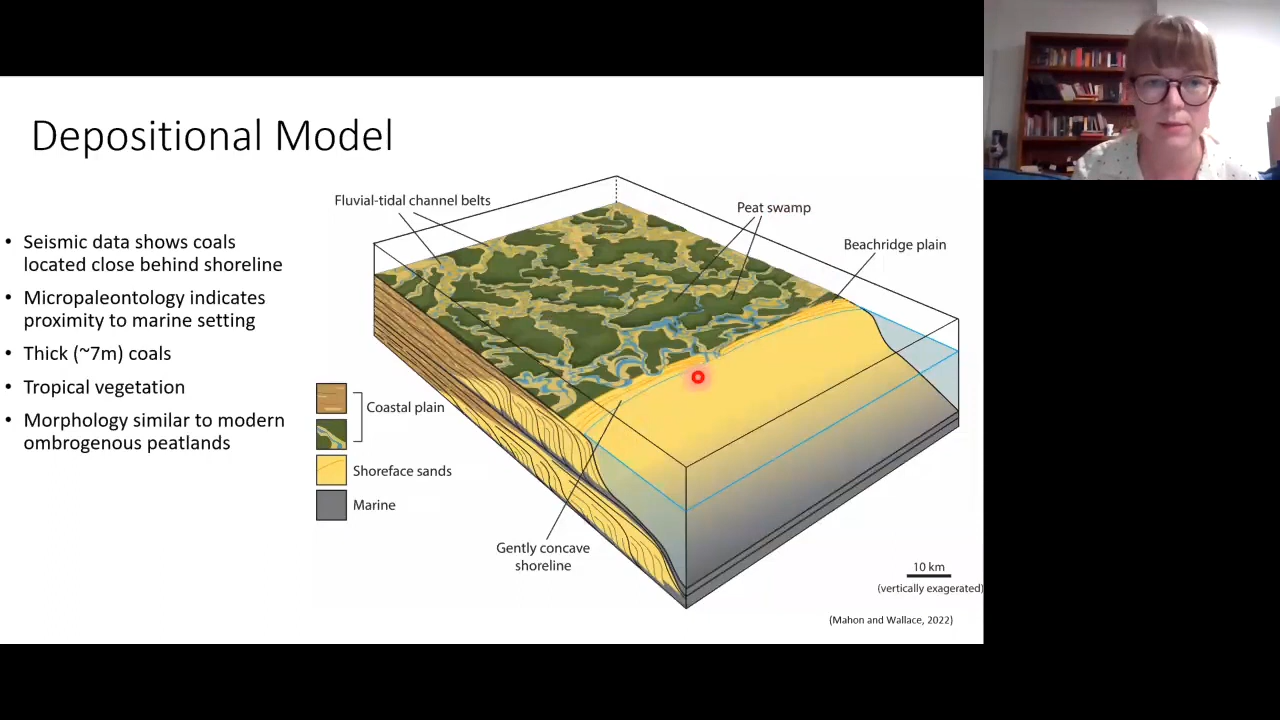 Depositional Model
• Seismic data shows coals
located close behind shoreline
• Micropaleontology indicates
proximity to marine setting
• Thick (~7m) coals
• Tropical vegetation
• Morphology similar to modern
ombrogenous peatlands
Fluvial-tidal channel belts
Peat swamp
Beachridge plain
Coastal plain
Shoreface sands
Marine
Gently concave
shoreline
10 km
(vertically exagerated)
(Mahon and Wallace, 2022)